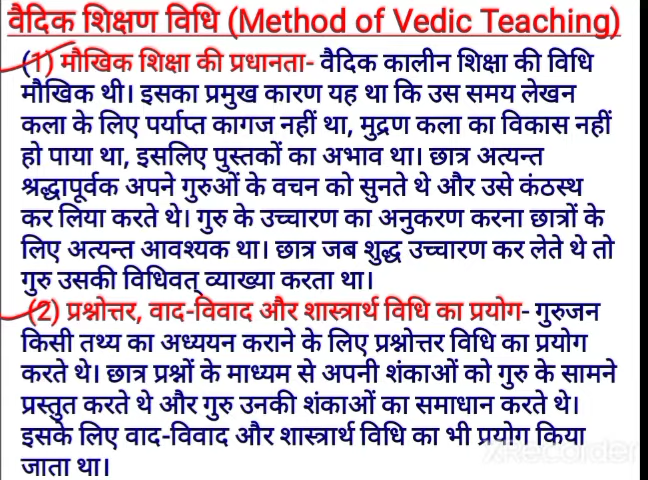 वैदिक शिक्षण विधि (Method of Vedic Teaching)
(1) मौखिक शिक्षा की प्रधानता- वैदिक कालीन शिक्षा की विधि
मौखिक थी। इसका प्रमुख कारण यह था कि उस समय लेखन
कला के लिए पर्याप्त कागज नहीं था, मुद्रण कला का विकास नहीं
हो पाया था, इसलिए पुस्तकों का अभाव था। छात्र अत्यन्त
श्रद्धापूर्वक अपने गुरुओं के वचन को सुनते थे और उसे कंठस्थ
कर लिया करते थे। गुरु के उच्चारण का अनुकरण करना छात्रों के
लिए अत्यन्त आवश्यक था। छात्र जब शुद्ध उच्चारण कर लेते थे तो
गुरु उसकी विधिवत् व्याख्या करता था।
(2) प्रश्नोत्तर, वाद-विवाद और शास्त्रार्थ विधि का प्रयोग- गुरुजन
किसी तथ्य का अध्ययन कराने के लिए प्रश्नोत्तर विधि का प्रयोग
करते थे। छात्र प्रश्नों के माध्यम से अपनी शंकाओं को गुरु के सामने
प्रस्तुत करते थे और गुरु उनकी शंकाओं का समाधान करते थे।
इसके लिए वाद-विवाद और शास्त्रार्थ विधि का भी प्रयोग किया
जाता था।
XRecorder